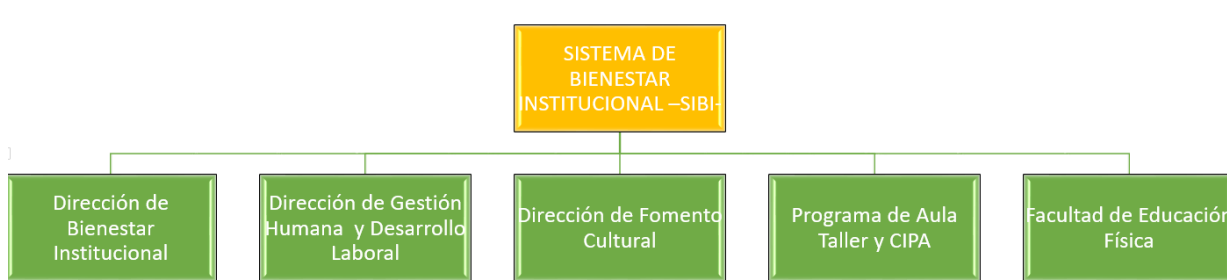 SISTEMA DE
BIENESTAR
INSTITUCIONAL –SIBI-
Dirección de
Bienestar
Institucional
Dirección de Gestión
Humana y Desarrollo
Laboral
Dirección de Fomento
Cultural
Programa de Aula
Taller y CIPA
Facultad de Educación
Física